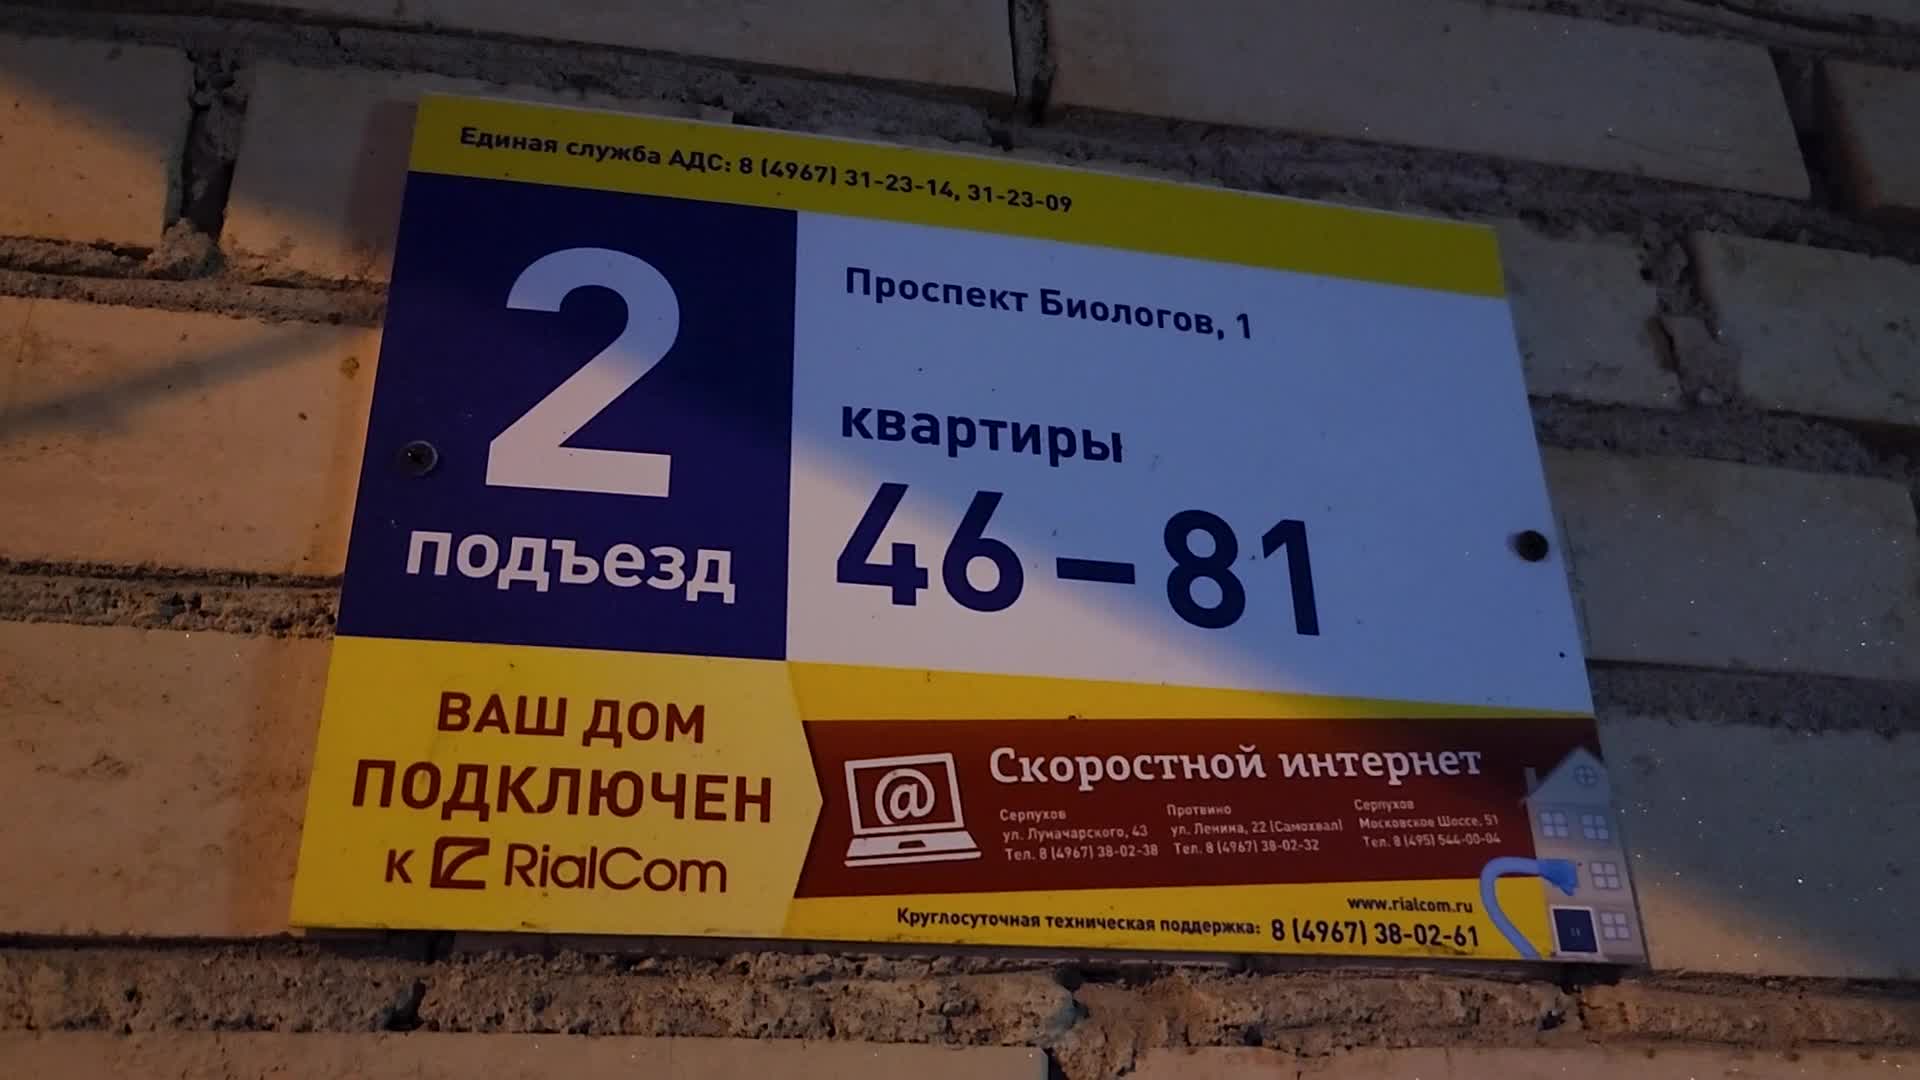 Единая служба АДС: 8 (4967) 31-23-14, 31-23-09
2
подъезд
Проспект Биологов, 1
квартиры
46 – 81
ВАШ ДОМ
ПОДКЛЮЧЕН
К RialCom
@
Скоростной интернет
Серпухов
ул. Луначарского, 43
Тел. 8 (4967) 38-02-38
Протвино
ул. Ленина, 22 (Самохвал)
Тел. 8 (4967) 38-02-32
Серпухов
Московское Шоссе, 51
Тел. 8 (495) 544-00-04
www.rialcom.ru
Круглосуточная техническая поддержка: 8 (4967) 38-02-61